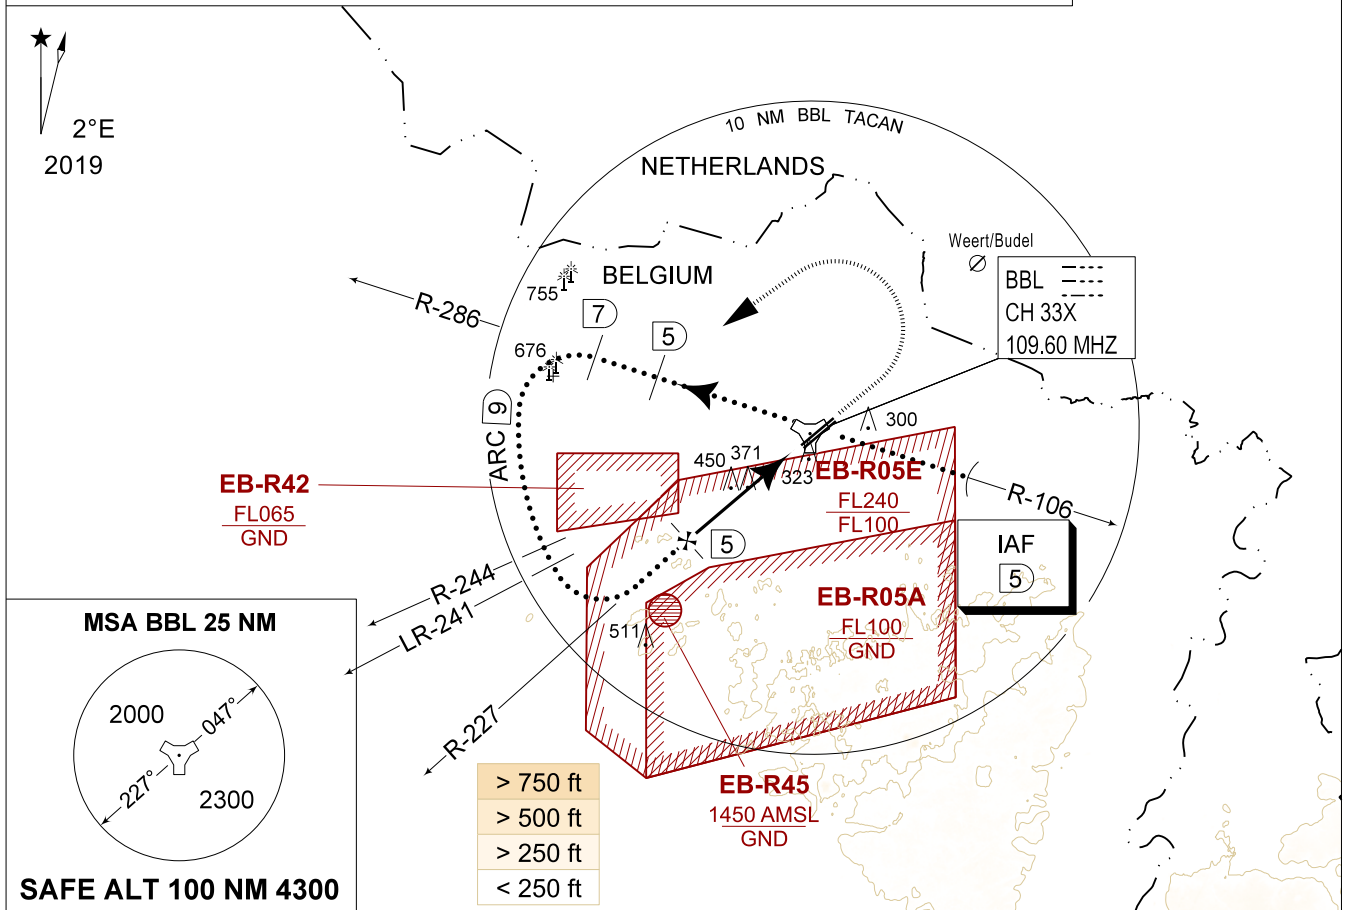 2°E
2019
10 NM BBL TACAN
NETHERLANDS
Weert/Budel
BELGIUM
BBL
CH 33X
109.60 MHZ
755
R-286
7
5
676
ARC 9
300
450
371
323
EB-R42
FL065
GND
EB-R05E
FL240
FL100
R-106
5
IAF
5
R-244
LR-241
EB-R05A
FL100
GND
511
R-227
MSA BBL 25 NM
2000
047°
227°
2300
SAFE ALT 100 NM 4300
> 750 ft
> 500 ft
> 250 ft
< 250 ft
EB-R45
1450 AMSL
GND